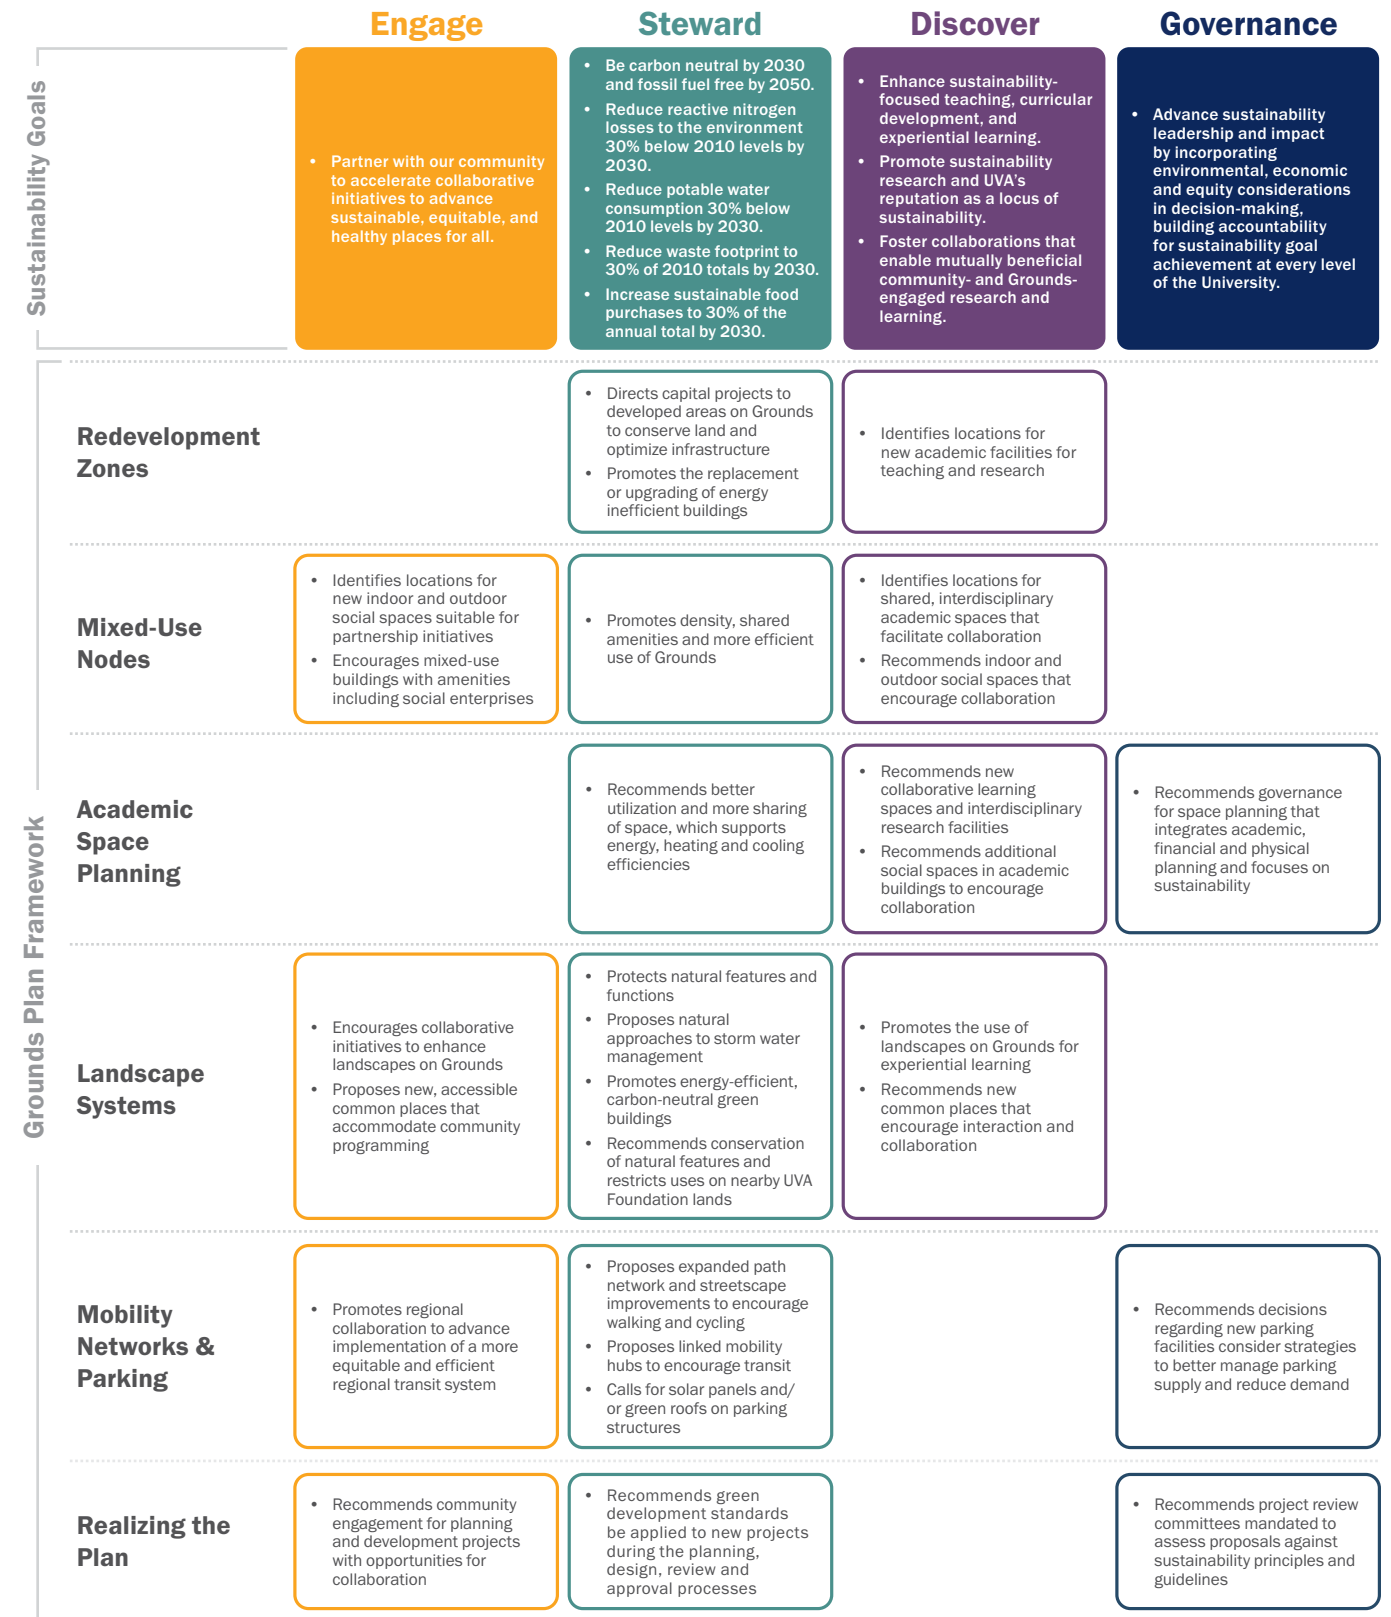 Engage
Steward
Discover
Governance
Sustainability Goals
• Partner with our community
to accelerate collaborative
initiatives to advance
sustainable, equitable, and
healthy places for all.
• Be carbon neutral by 2030
and fossil fuel free by 2050.
• Reduce reactive nitrogen
losses to the environment
30% below 2010 levels by
2030.
• Reduce potable water
consumption 30% below
2010 levels by 2030.
• Reduce waste footprint to
30% of 2010 totals by 2030.
• Increase sustainable food
purchases to 30% of the
annual total by 2030.
• Enhance sustainability-
focused teaching, curricular
development, and
experiential learning.
• Promote sustainability
research and UVA's
reputation as a locus of
sustainability.
• Foster collaborations that
enable mutually beneficial
community- and Grounds-
engaged research and
learning.
• Advance sustainability
leadership and impact
by incorporating
environmental, economic
and equity considerations
in decision-making,
building accountability
for sustainability goal
achievement at every level
of the University.
Grounds Plan Framework
Redevelopment
Zones
• Directs capital projects to
developed areas on Grounds
to conserve land and
optimize infrastructure
• Promotes the replacement
or upgrading of energy
inefficient buildings
• Identifies locations for
new academic facilities for
teaching and research
Mixed-Use
Nodes
• Identifies locations for
new indoor and outdoor
social spaces suitable for
partnership initiatives
• Encourages mixed-use
buildings with amenities
including social enterprises
• Promotes density, shared
amenities and more efficient
use of Grounds
• Identifies locations for
shared, interdisciplinary
academic spaces that
facilitate collaboration
• Recommends indoor and
outdoor social spaces that
encourage collaboration
Academic
Space
Planning
• Recommends better
utilization and more sharing
of space, which supports
energy, heating and cooling
efficiencies
• Recommends new
collaborative learning
spaces and interdisciplinary
research facilities
• Recommends additional
social spaces in academic
buildings to encourage
collaboration
• Recommends governance
for space planning that
integrates academic,
financial and physical
planning and focuses on
sustainability
Landscape
Systems
• Encourages collaborative
initiatives to enhance
landscapes on Grounds
• Proposes new, accessible
common places that
accommodate community
programming
• Protects natural features and
functions
• Proposes natural
approaches to storm water
management
• Promotes energy-efficient,
carbon-neutral green
buildings
• Recommends conservation
of natural features and
restricts uses on nearby UVA
Foundation lands
• Promotes the use of
landscapes on Grounds for
experiential learning
• Recommends new
common places that
encourage interaction and
collaboration
Mobility
Networks &
Parking
• Promotes regional
collaboration to advance
implementation of a more
equitable and efficient
regional transit system
• Proposes expanded path
network and streetscape
improvements to encourage
walking and cycling
• Proposes linked mobility
hubs to encourage transit
• Calls for solar panels and/
or green roofs on parking
structures
• Recommends decisions
regarding new parking
facilities consider strategies
to better manage parking
supply and reduce demand
Realizing the
Plan
• Recommends community
engagement for planning
and development projects
with opportunities for
collaboration
• Recommends green
development standards
be applied to new projects
during the planning,
design, review and
approval processes
• Recommends project review
committees mandated to
assess proposals against
sustainability principles and
guidelines